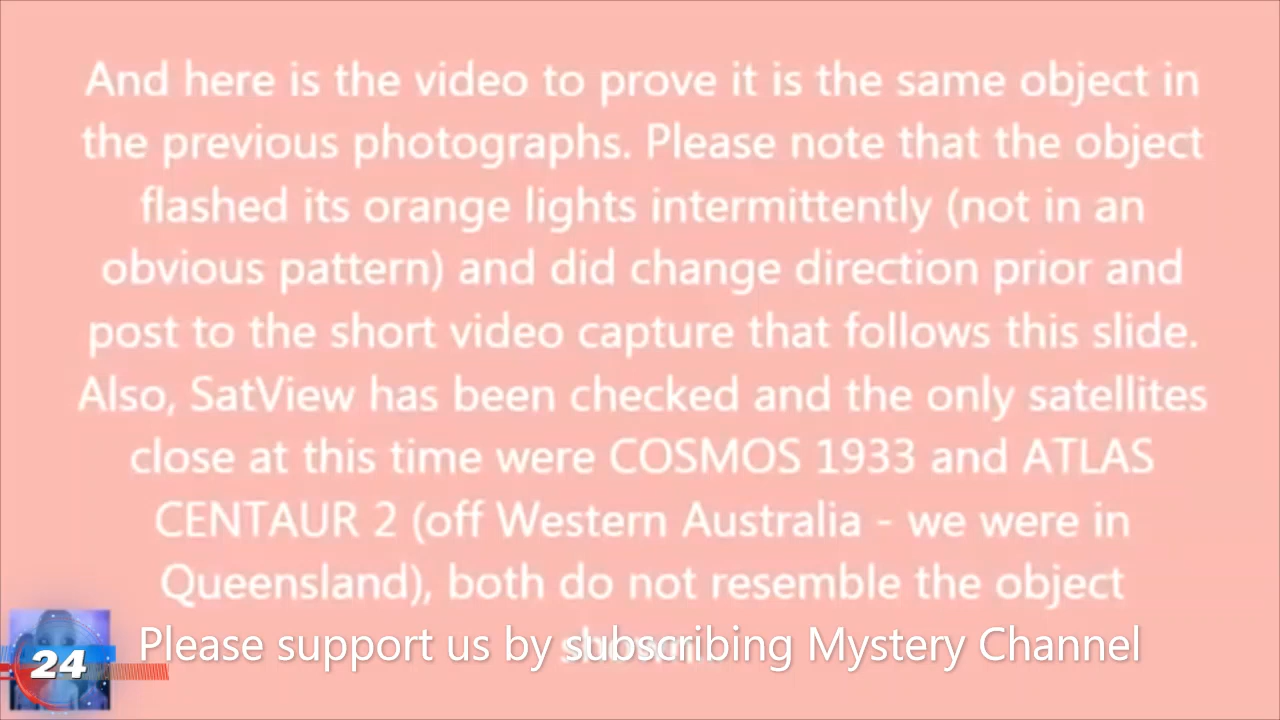 And here is the video to prove it is the same object in
the previous photographs. Please note that the object
flashed its orange lights intermittently (not in an
obvious pattern) and did change direction prior and
post to the short video capture that follows this slide.
Also, SatView has been checked and the only satellites
close at this time were COSMOS 1933 and ATLAS
CENTAUR 2 (off Western Australia - we were in
Queensland), both do not resemble the object
Please support us by subscribing Mystery Channel
24